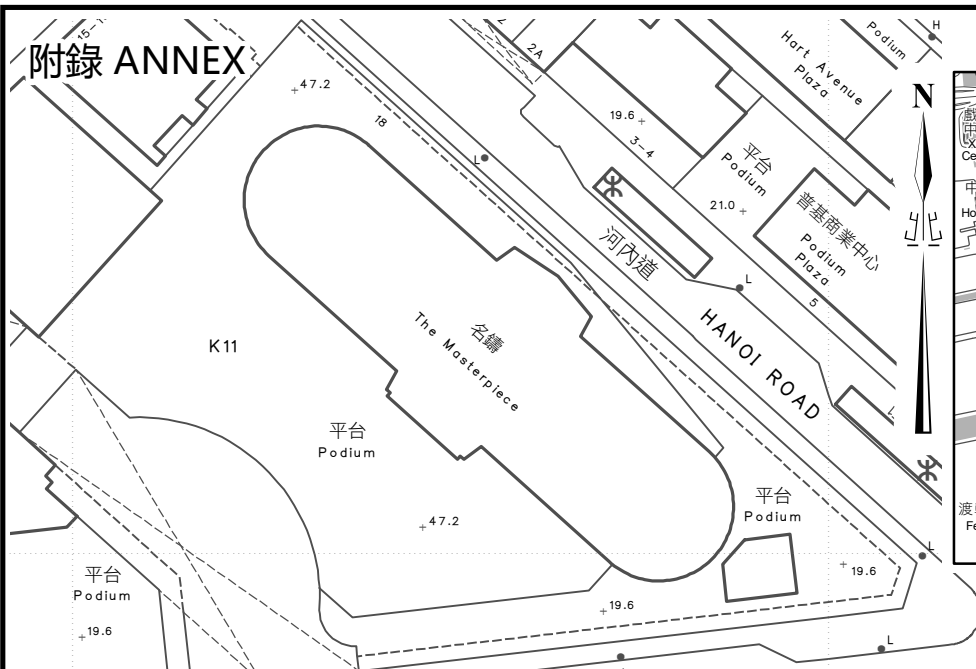 附錄 ANNEX
47.2
18
2A
19.6
3-4
Hart Avenue
Plaza
Podium
H
N
平台
Podium
21.0
普基商業中心
Podium
Plaza
5
L
河內道
HANOI ROAD
L
K11
名鑄
The Masterpiece
平台
Podium
47.2
平台
Podium
19.6
L
19.6
L
平台
Podium
19.6